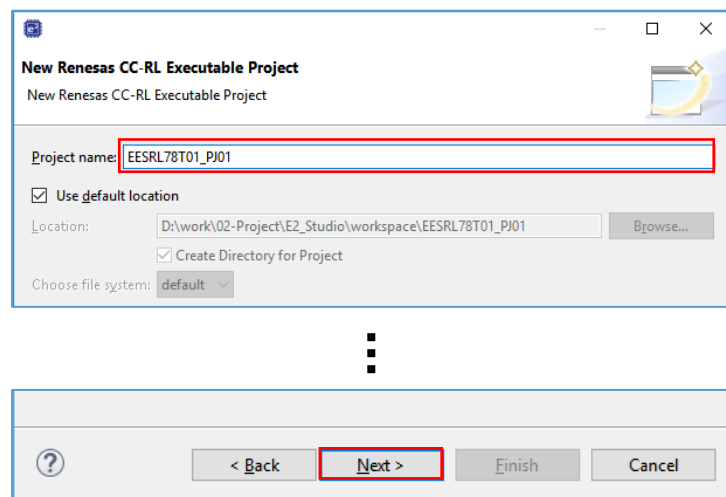 New Renesas CC-RL Executable Project
New Renesas CC-RL Executable Project
Project name: EESRL78T01_PJ01
Use default location
Location: D:\work\02-Project\E2_Studio\workspace\EESRL78T01_PJ01 Browse...
Create Directory for Project
Choose file system: default
< Back Next > Finish Cancel